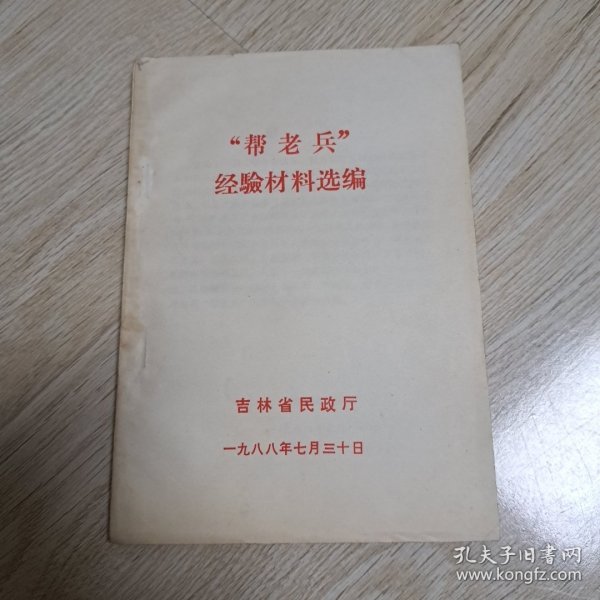 “帮老兵”
经驗材料选编
吉林省民政厅
一九八八年七月三十日
孔夫子旧书网
www.kongfz.com